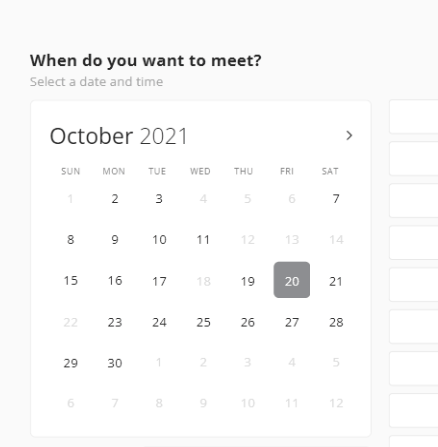 When do you want to meet?
Select a date and time
October 2021
SUN MON TUE WED THU FRI SAT
1 2 3 4 5 6 7
8 9 10 11 12 13 14
15 16 17 18 19 20 21
22 23 24 25 26 27 28
29 30 1 2 3 4 5
6 7 8 9 10 11 12